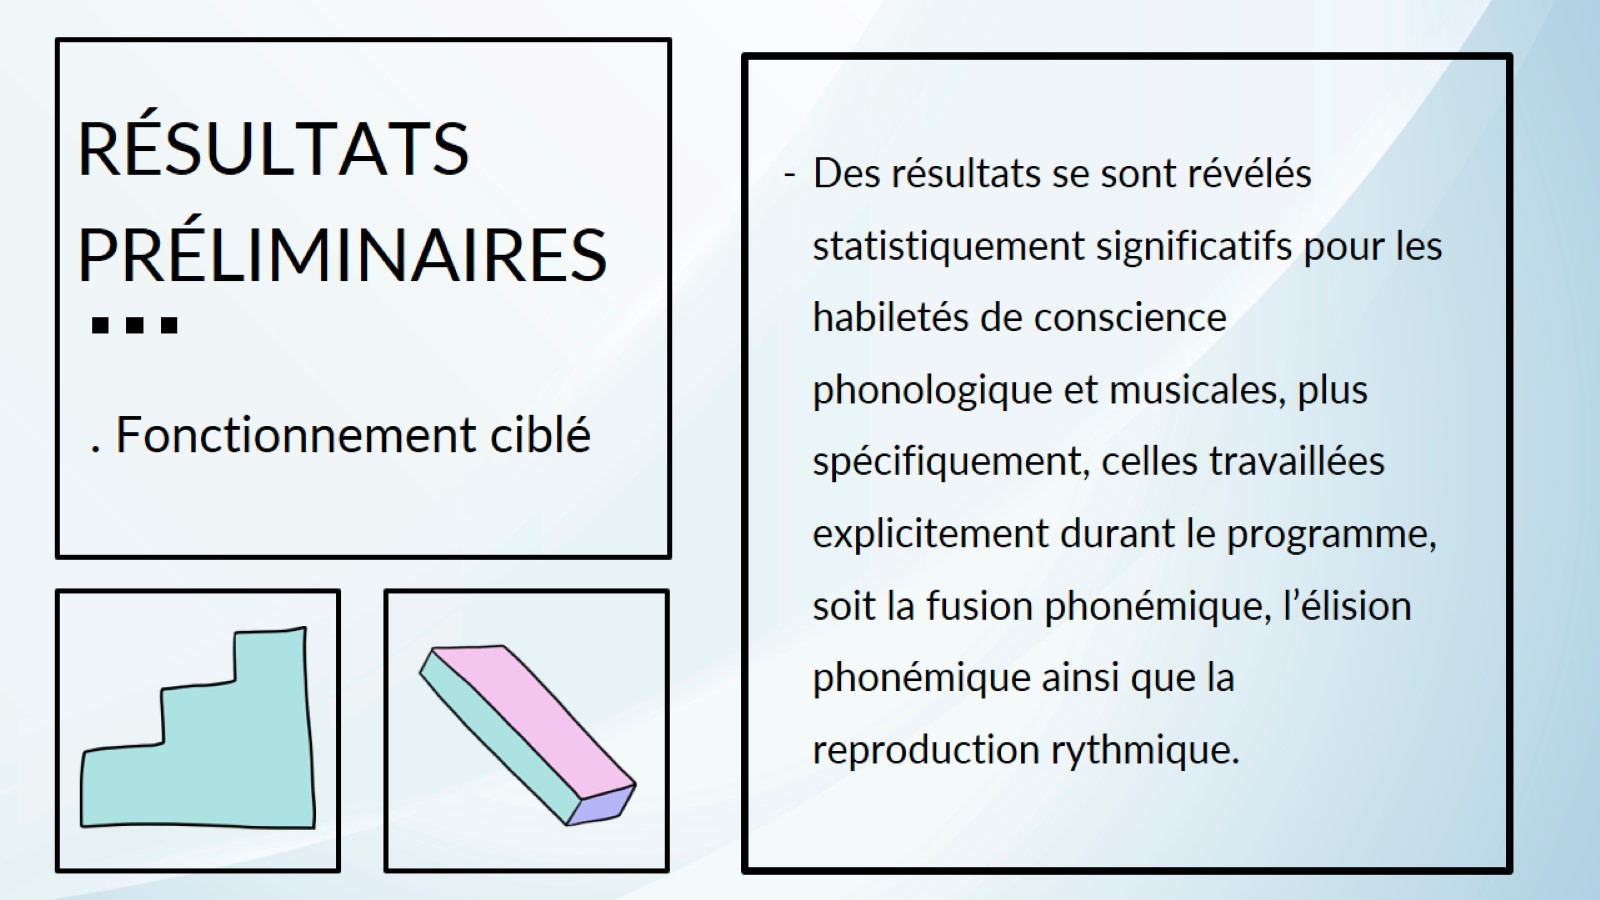 RÉSULTATS
PRÉLIMINAIRES
. Fonctionnement ciblé
- Des résultats se sont révélés
statistiquement significatifs pour les
habiletés de conscience
phonologique et musicales, plus
spécifiquement, celles travaillées
explicitement durant le programme,
soit la fusion phonémique, l’élision
phonémique ainsi que la
reproduction rythmique.